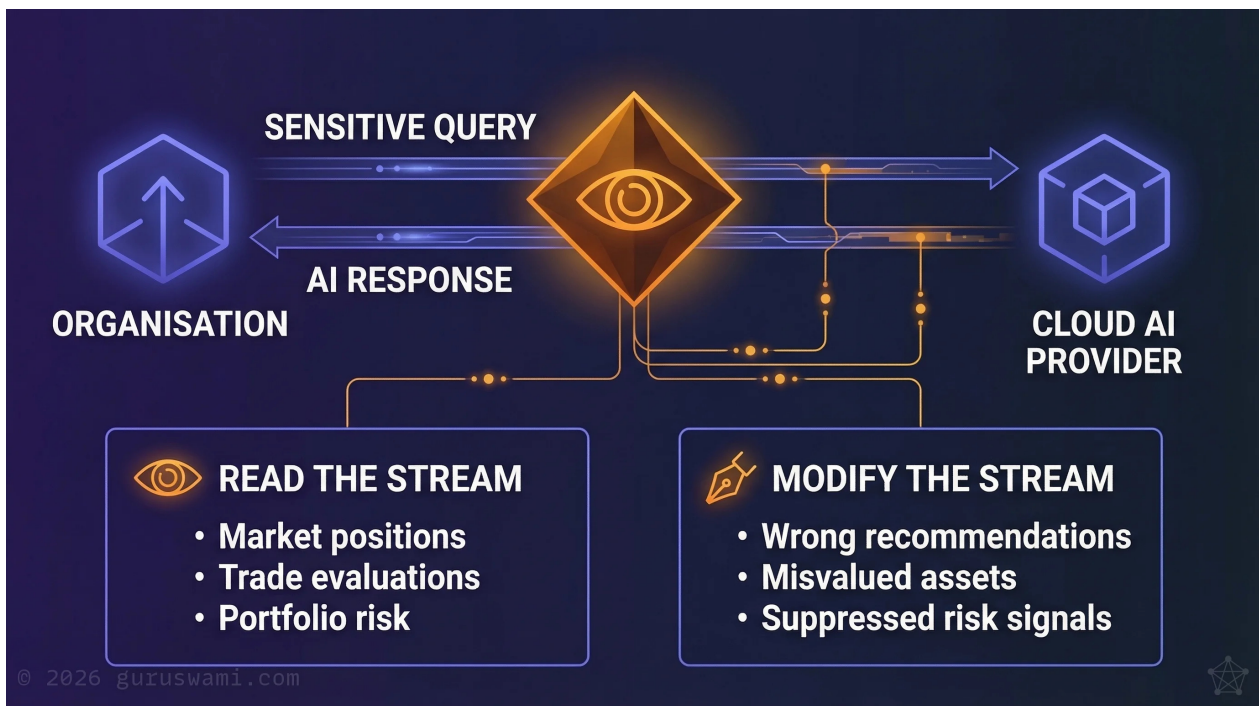 SENSITIVE QUERY
AI RESPONSE
ORGANISATION
CLOUD AI
PROVIDER
READ THE STREAM
• Market positions
• Trade evaluations
• Portfolio risk
MODIFY THE STREAM
• Wrong recommendations
• Misvalued assets
• Suppressed risk signals
© 2026 guruswami.com